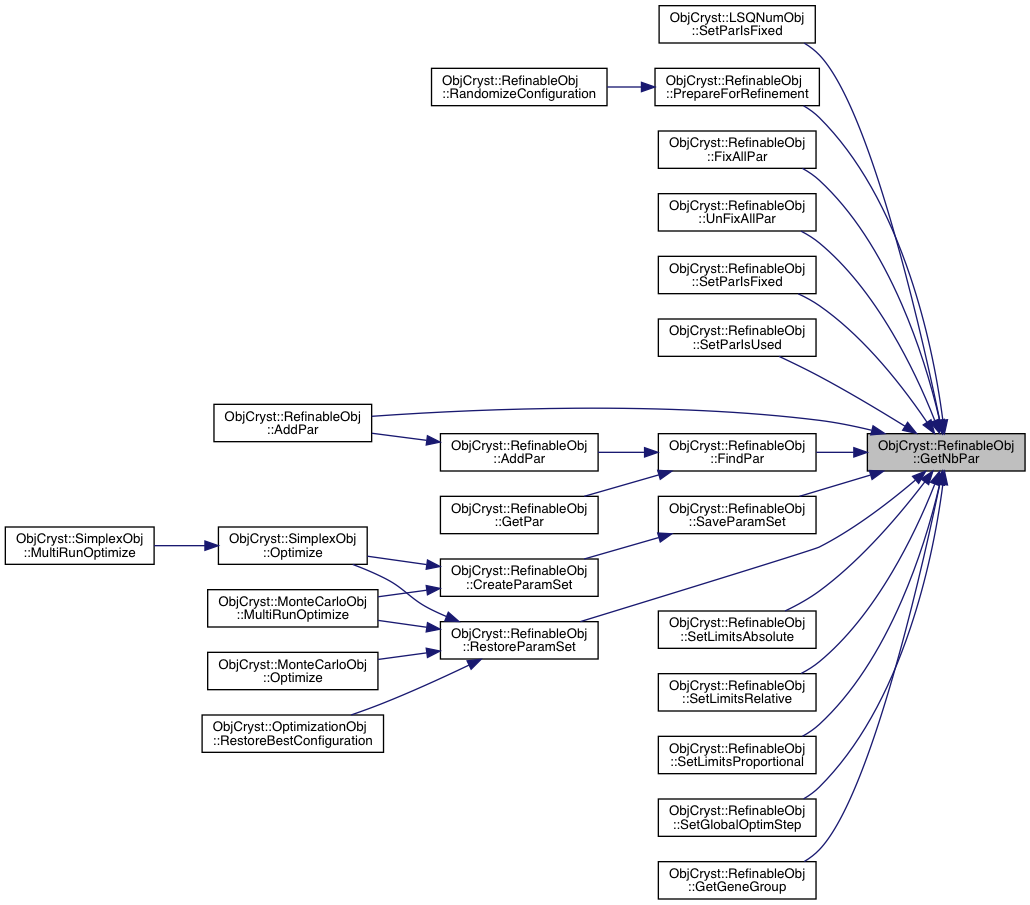 ObjCryst::LSQNumObj
::SetParIsFixed
ObjCryst::RefinableObj
::RandomizeConfiguration
ObjCryst::RefinableObj
::PrepareForRefinement
ObjCryst::RefinableObj
::FixAllPar
ObjCryst::RefinableObj
::UnFixAllPar
ObjCryst::RefinableObj
::SetParIsFixed
ObjCryst::RefinableObj
::SetParIsUsed
ObjCryst::RefinableObj
::AddPar
ObjCryst::RefinableObj
::AddPar
ObjCryst::RefinableObj
::FindPar
ObjCryst::RefinableObj
::GetNbPar
ObjCryst::RefinableObj
::GetPar
ObjCryst::RefinableObj
::SaveParamSet
ObjCryst::SimplexObj
::MultiRunOptimize
ObjCryst::SimplexObj
::Optimize
ObjCryst::RefinableObj
::CreateParamSet
ObjCryst::MonteCarloObj
::MultiRunOptimize
ObjCryst::RefinableObj
::RestoreParamSet
ObjCryst::RefinableObj
::SetLimitsAbsolute
ObjCryst::MonteCarloObj
::Optimize
ObjCryst::RefinableObj
::SetLimitsRelative
ObjCryst::OptimizationObj
::RestoreBestConfiguration
ObjCryst::RefinableObj
::SetLimitsProportional
ObjCryst::RefinableObj
::SetGlobalOptimStep
ObjCryst::RefinableObj
::GetGeneGroup